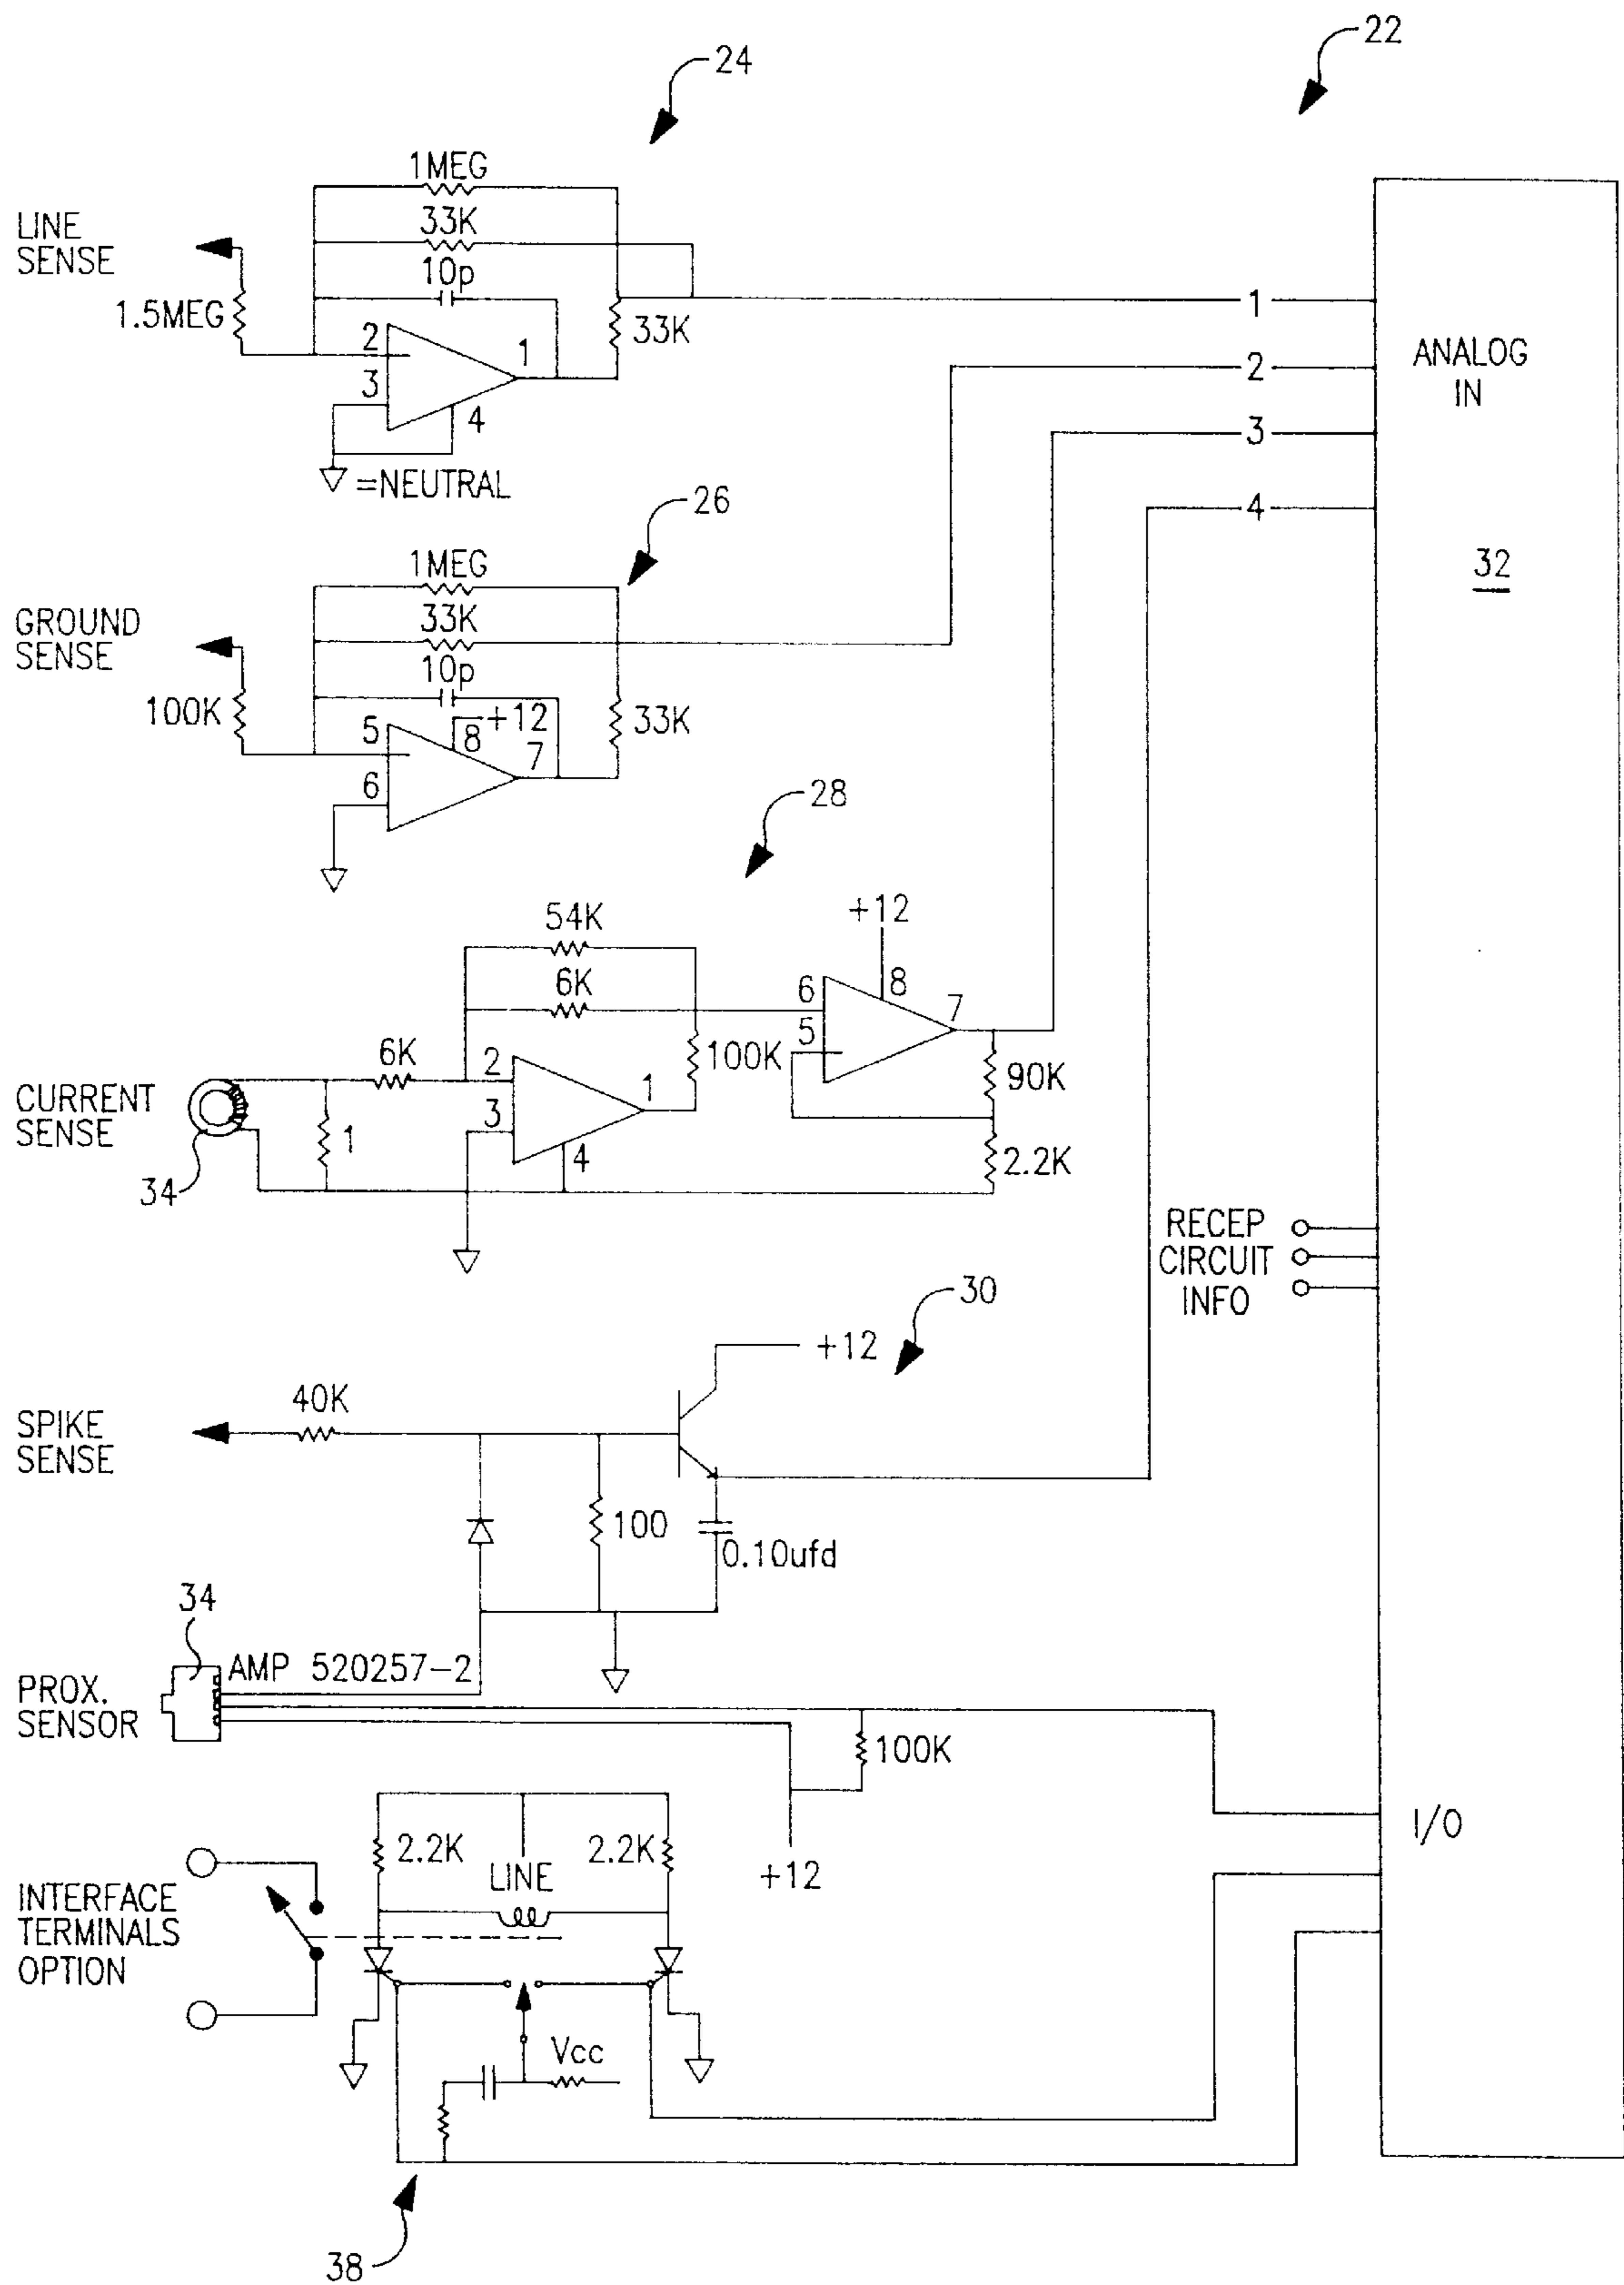 22
24
1MEG
LINE
SENSE
33K
10p
1.5MEG
1
2
1
33K
3
4
=NEUTRAL
ANALOG
IN
2
3
4
26
1MEG
32
GROUND
SENSE
33K
10p
100K
+12
5
8
7
33K
6
28
54K
+12
6K
6
8
7
5
6K
100K
90K
2
1
CURRENT
SENSE
3
1
4
2.2K
34
RECEP
CIRCUIT
INFO
30
+12
40K
SPIKE
SENSE
100
0.10ufd
34
AMP 520257-2
PROX.
SENSOR
100K
I/O
2.2K
LINE
2.2K
+12
INTERFACE
TERMINALS
OPTION
Vcc
38